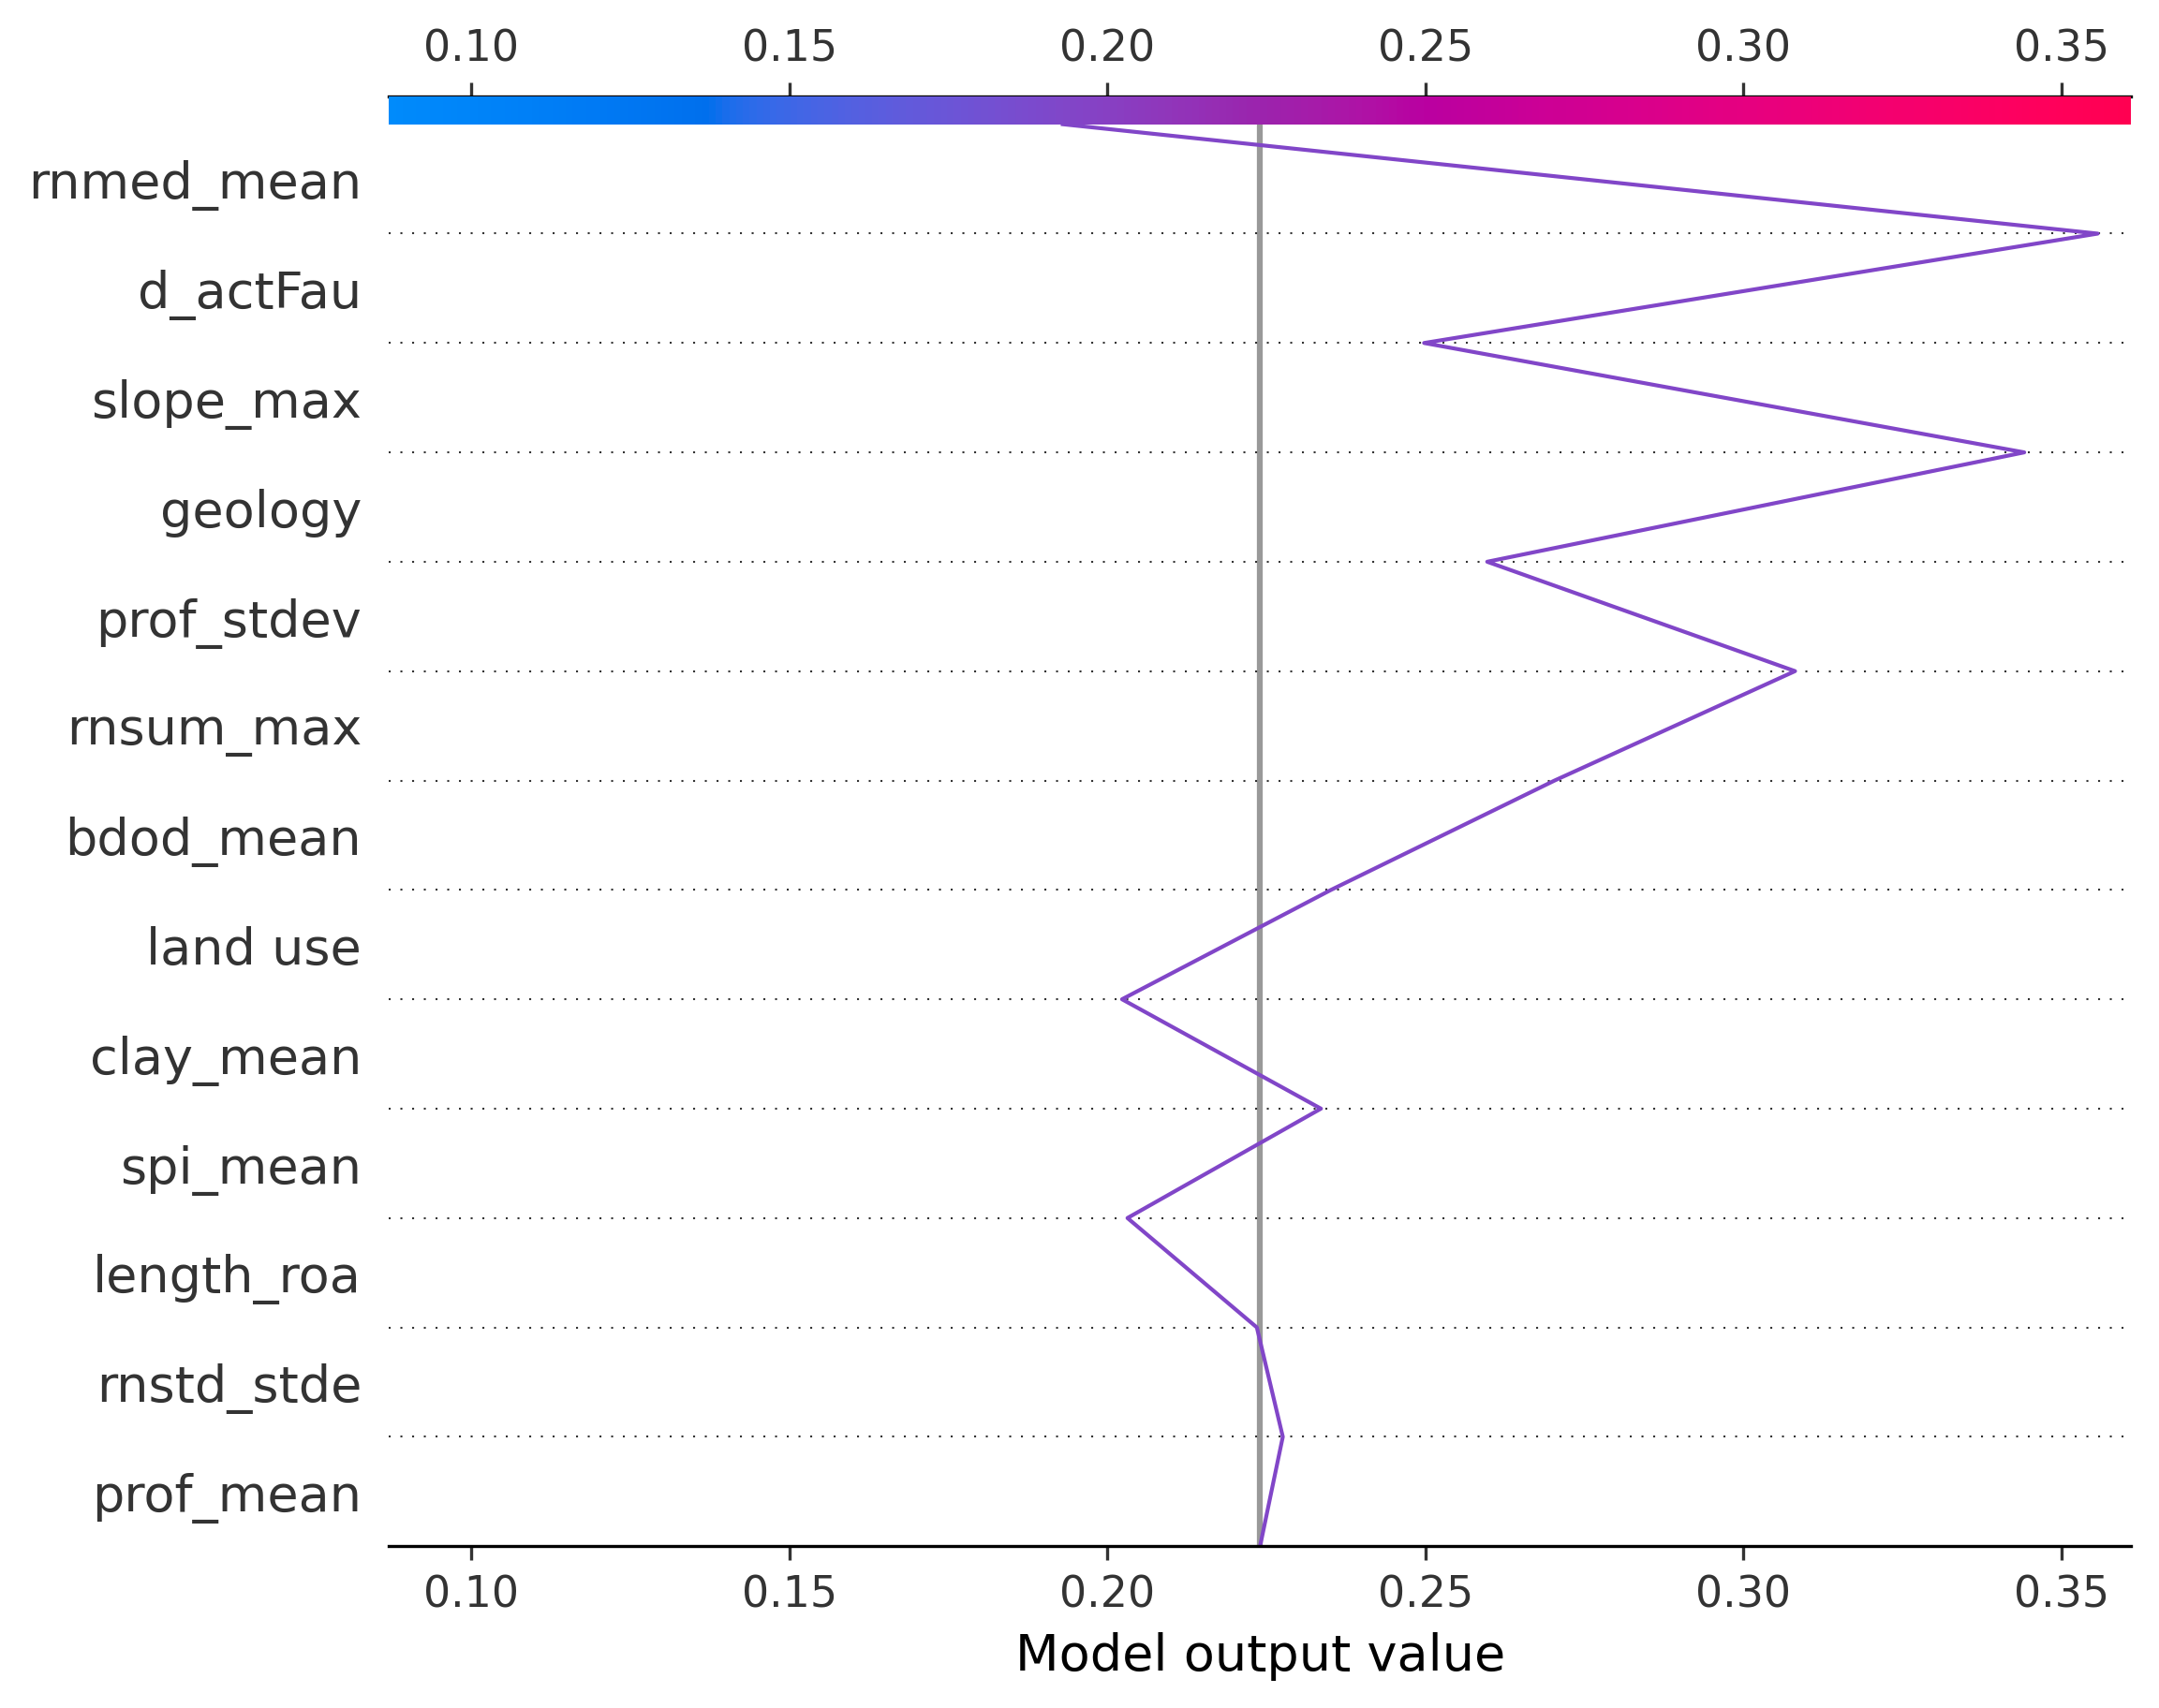 0.10 0.15 0.20 0.25 0.30 0.35
rnmed_mean
d_actFau
slope_max
geology
prof_stdev
rnsum_max
bdod_mean
land use
clay_mean
spi_mean
length_roa
rnstd_stde
prof_mean
0.10 0.15 0.20 0.25 0.30 0.35
Model output value